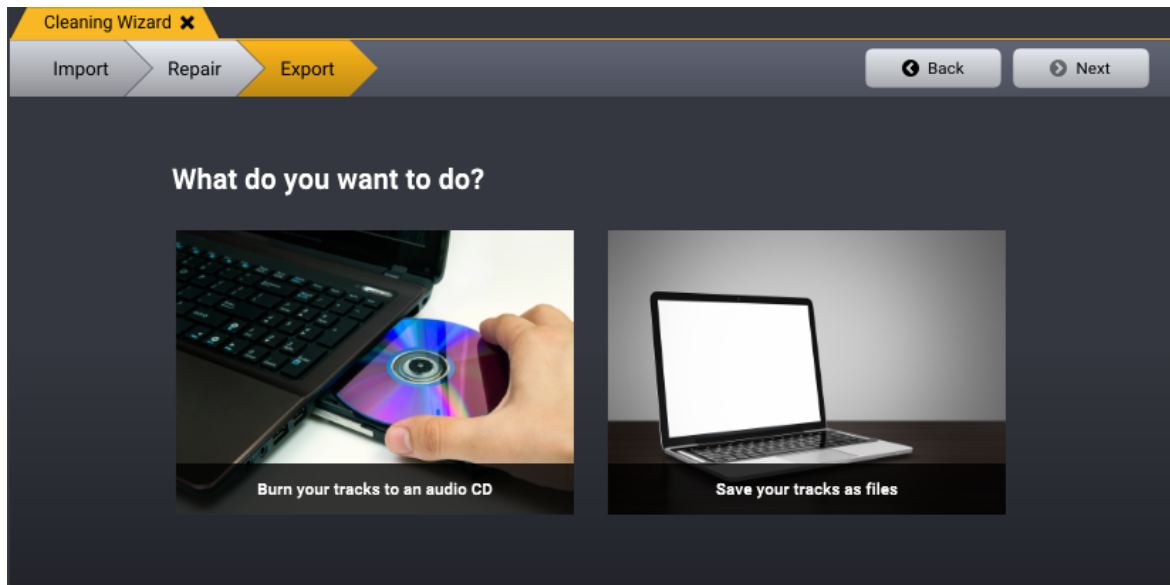 Cleaning Wizard
Import Repair Export Back Next
What do you want to do?
Burn your tracks to an audio CD
Save your tracks as files